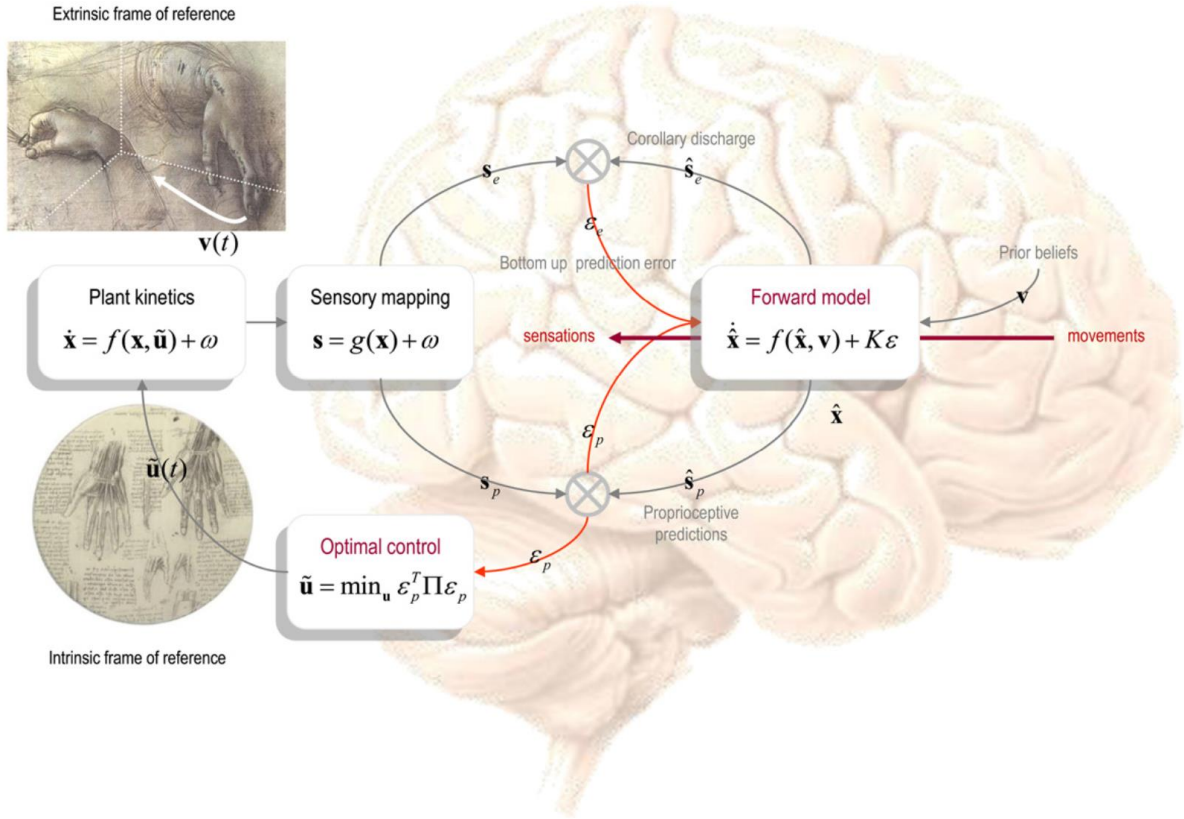 Extrinsic frame of reference
Corollary discharge
s_e
ŝ_e
ε_e
v(t)
Bottom up prediction error
Prior beliefs
v
Plant kinetics
ẋ = f(x, ũ) + ω
Sensory mapping
s = g(x) + ω
sensations
Forward model
x̂̇ = f(x̂, v) + Kε
movements
x̂
ε_p
ũ(t)
s_p
ŝ_p
Proprioceptive
predictions
Optimal control
ũ = min_u ε_p^T Π ε_p
ε_p
Intrinsic frame of reference